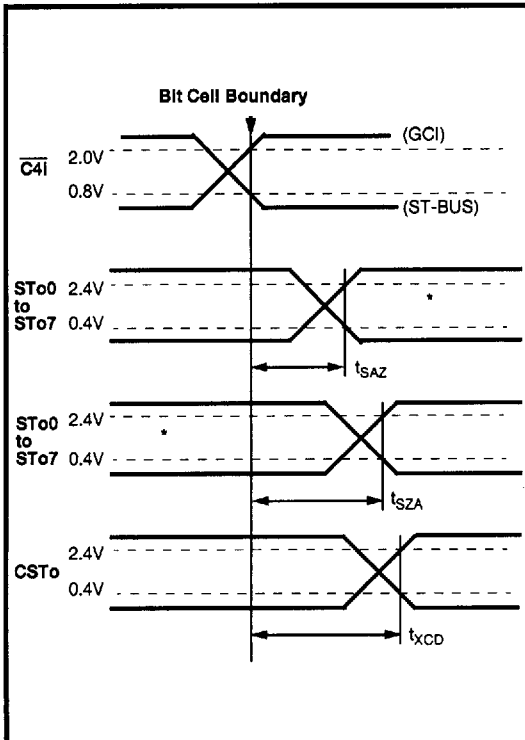 Bit Cell Boundary
(GCI)
C4i
2.0V
0.8V
(ST-BUS)
STo0
to
STo7
2.4V
0.4V
*
tSAZ
STo0
to
STo7
2.4V
0.4V
*
tSZA
CSTo
2.4V
0.4V
tXCD